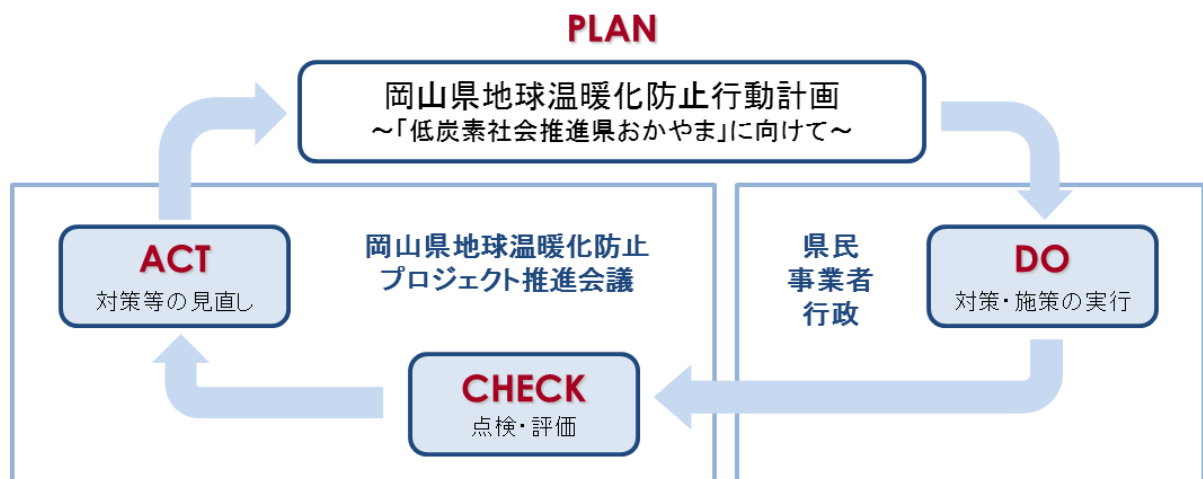 PLAN
岡山県地球温暖化防止行動計画
～「低炭素社会推進県おかやま」に向けて～
ACT
対策等の見直し
岡山県地球温暖化防止
プロジェクト推進会議
県民
事業者
行政
DO
対策・施策の実行
CHECK
点検・評価